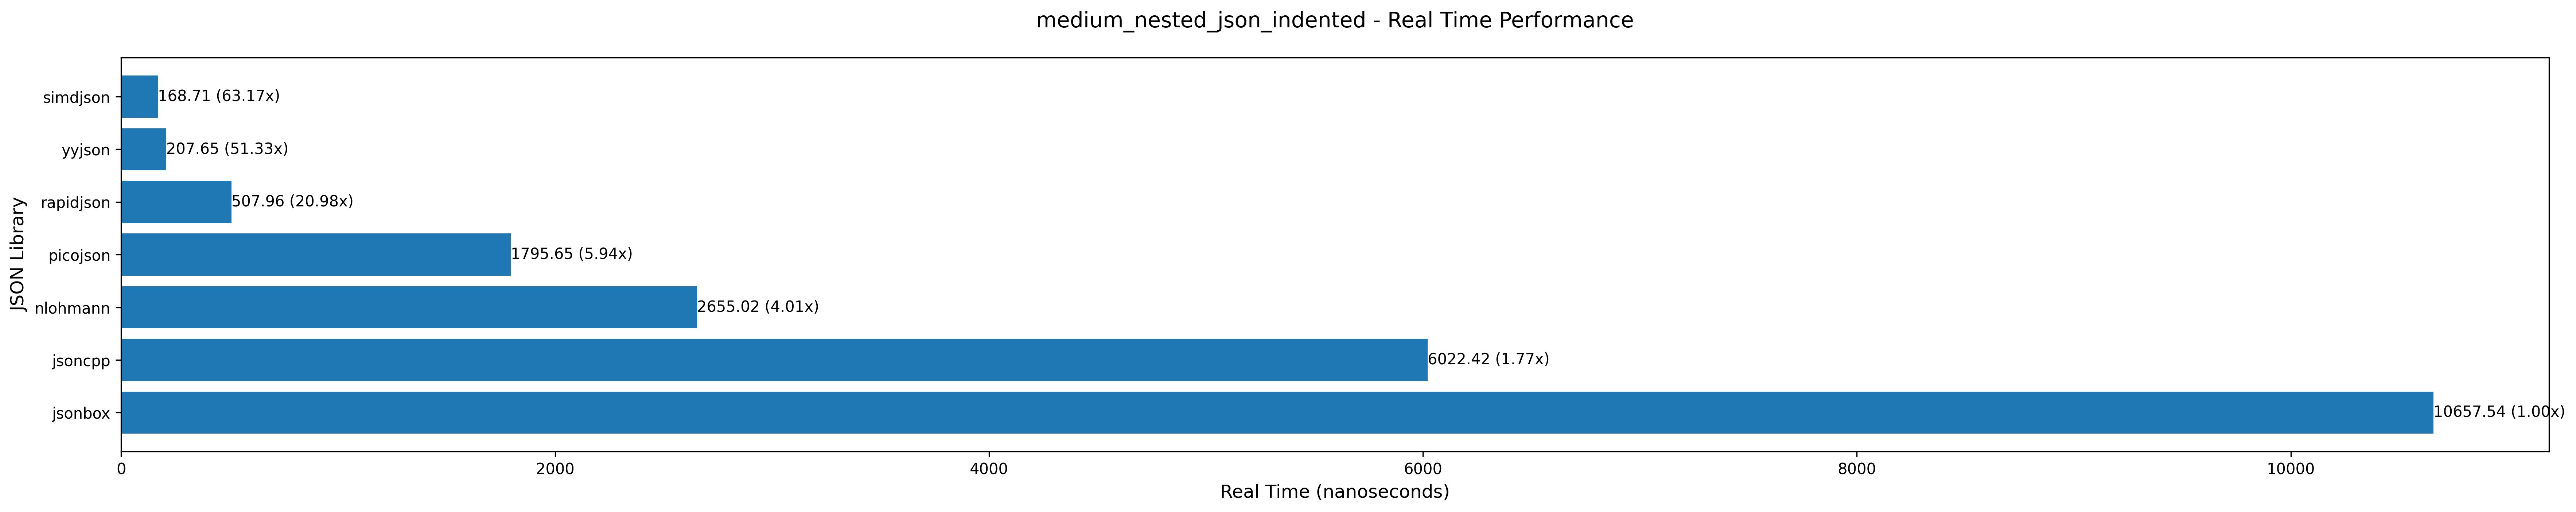 medium_nested_json_indented - Real Time Performance
JSON Library
simdjson
168.71 (63.17x)
yyjson
207.65 (51.33x)
rapidjson
507.96 (20.98x)
picojson
1795.65 (5.94x)
nlohmann
2655.02 (4.01x)
jsoncpp
6022.42 (1.77x)
jsonbox
10657.54 (1.00x)
0
2000
4000
6000
8000
10000
Real Time (nanoseconds)